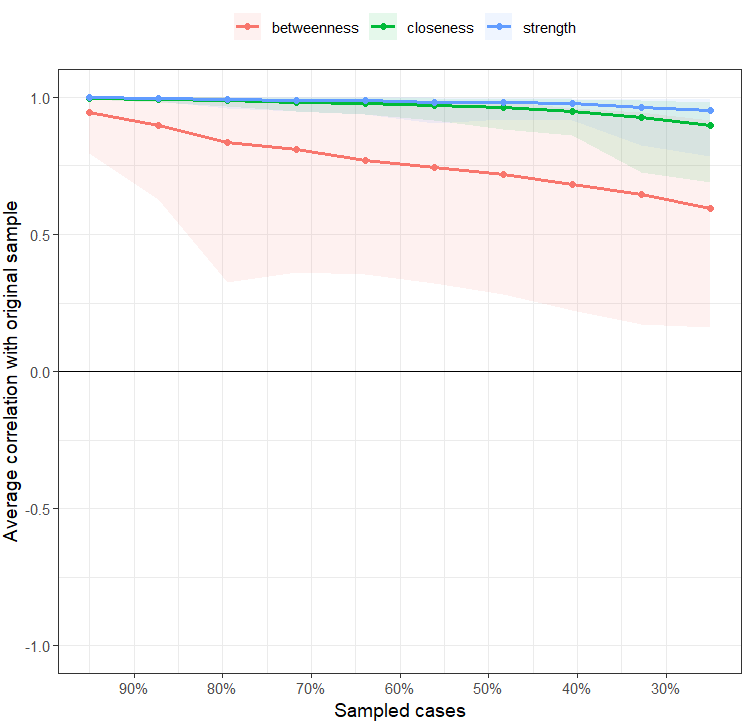 betweenness closeness strength
1.0
0.5
0.0
-0.5
-1.0
Average correlation with original sample
90% 80% 70% 60% 50% 40% 30%
Sampled cases